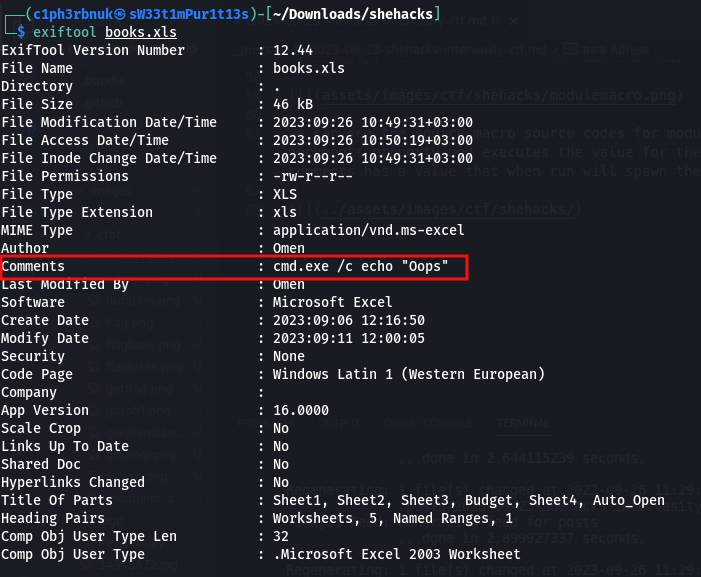 ┌──(c1ph3rbnuk㉿sW33t1mPur1t13s)-[~/Downloads/shehacks]
└─$ exiftool books.xls
ExifTool Version Number : 12.44
File Name : books.xls
Directory : .
File Size : 46 kB
File Modification Date/Time : 2023:09:26 10:49:31+03:00
File Access Date/Time : 2023:09:26 10:50:19+03:00
File Inode Change Date/Time : 2023:09:26 10:49:31+03:00
File Permissions : -rw-r--r--
File Type : XLS
File Type Extension : xls
MIME Type : application/vnd.ms-excel
Author : Omen
Comments : cmd.exe /c echo "Oops"
Last Modified By : Omen
Software : Microsoft Excel
Create Date : 2023:09:06 12:16:50
Modify Date : 2023:09:11 12:00:05
Security : None
Code Page : Windows Latin 1 (Western European)
Company :
App Version : 16.0000
Scale Crop : No
Links Up To Date : No
Shared Doc : No
Hyperlinks Changed : No
Title Of Parts : Sheet1, Sheet2, Sheet3, Budget, Sheet4, Auto_Open
Heading Pairs : Worksheets, 5, Named Ranges, 1
Comp Obj User Type Len : 32
Comp Obj User Type : .Microsoft Excel 2003 Worksheet